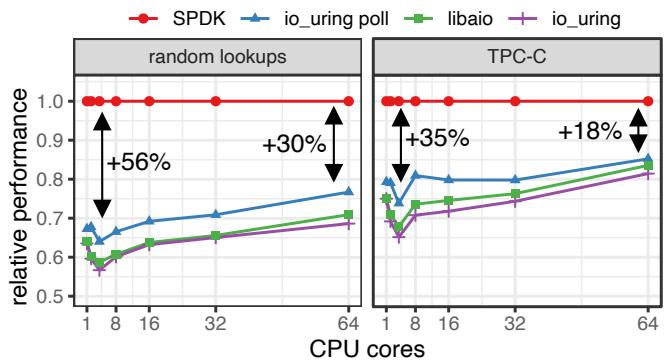 SPDK io_uring poll libaio io_uring
random lookups TPC-C
relative performance
1.0
0.9
0.8
0.7
0.6
0.5
+56%
+30%
+35%
+18%
1 8 16 32 64 1 8 16 32 64
CPU cores